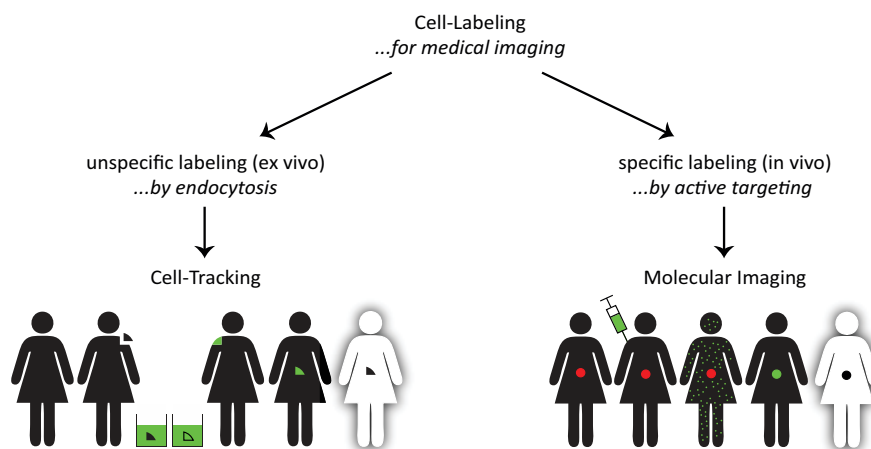 Cell-Labeling
...for medical imaging
unspecific labeling (ex vivo)
...by endocytosis
specific labeling (in vivo)
...by active targeting
Cell-Tracking
Molecular Imaging